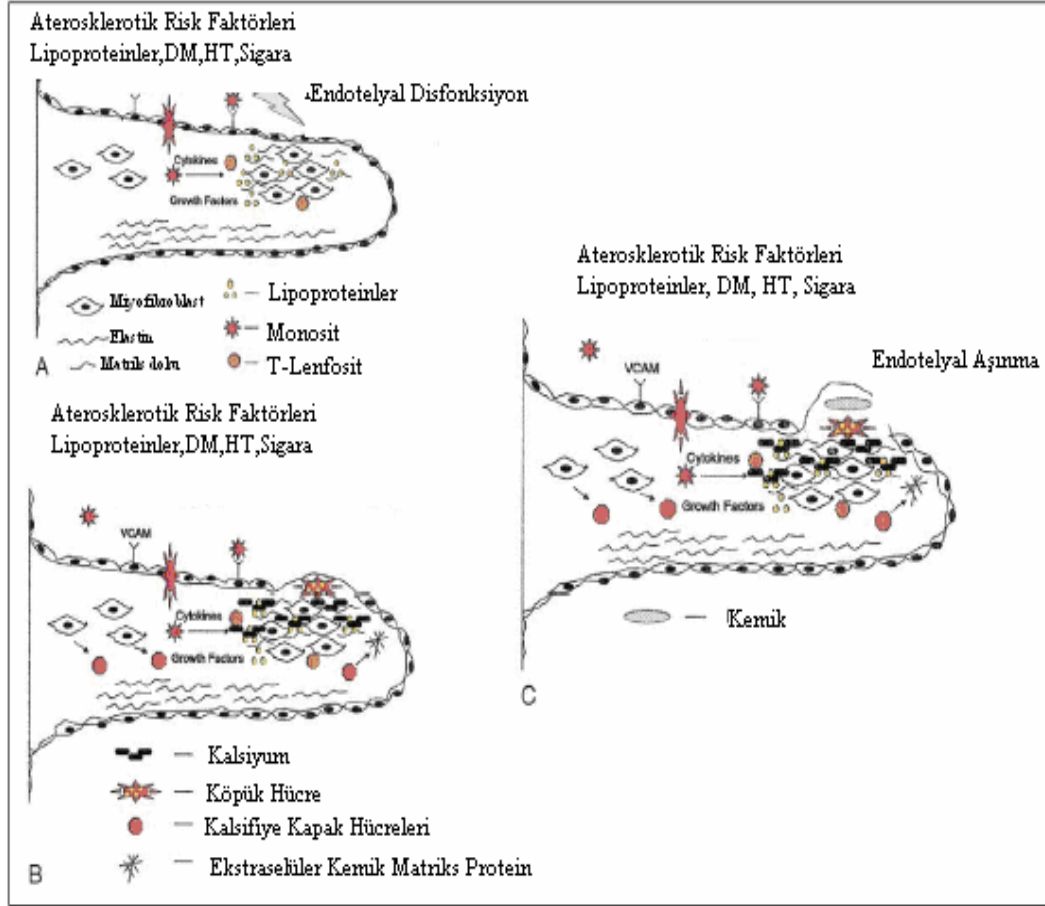 Aterosklerotik Risk Faktörleri
Lipoproteinler,DM,HT,Sigara
Endotelyal Disfonksiyon
Cytokines
Growth Factors
Miyofibroblast
Elastin
Matriks doku
Lipoproteinler
Monosit
T-Lenfosit
A
Aterosklerotik Risk Faktörleri
Lipoproteinler,DM,HT,Sigara
VCAM
Cytokines
Growth Factors
Kalsiyum
Köpük Hücre
Kalsifiye Kapak Hücreleri
Ekstraselüler Kemik Matriks Protein
B
Aterosklerotik Risk Faktörleri
Lipoproteinler, DM, HT, Sigara
Endotelyal Aşınma
VCAM
Cytokines
Growth Factors
Kemik
C